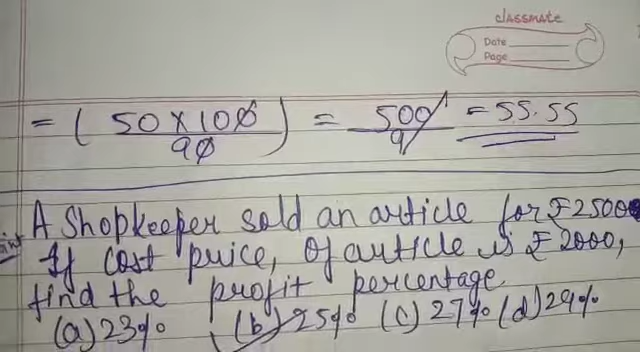 classmate
Date
Page
= ( 50 × 100 / 90 ) = 500 / 9 = 55.55
A Shopkeeper sold an article for ₹2500
If cost price, of article is ₹2000,
find the profit percentage
(a) 23% (b) 25% (c) 27% (d) 29%